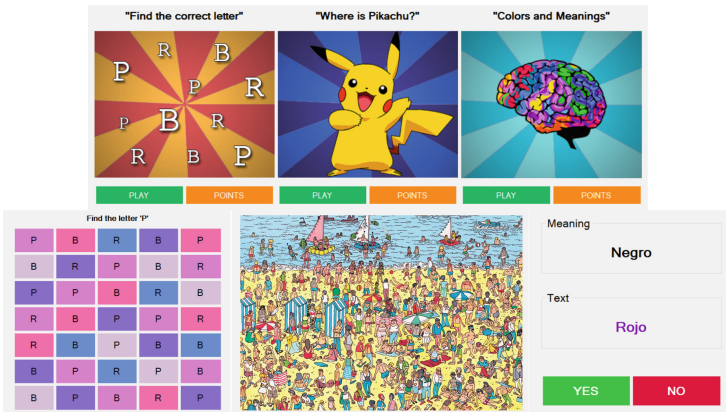 "Find the correct letter"
"Where is Pikachu?"
"Colors and Meanings"
R B
P P R
P B R
R B P
PLAY
POINTS
PLAY
POINTS
PLAY
POINTS
Find the letter 'P'
P B R B P
B R P B R
P P B R B
R B P P R
R B P B B
B P R P B
B P B R P
Meaning
Negro
Text
Rojo
YES
NO